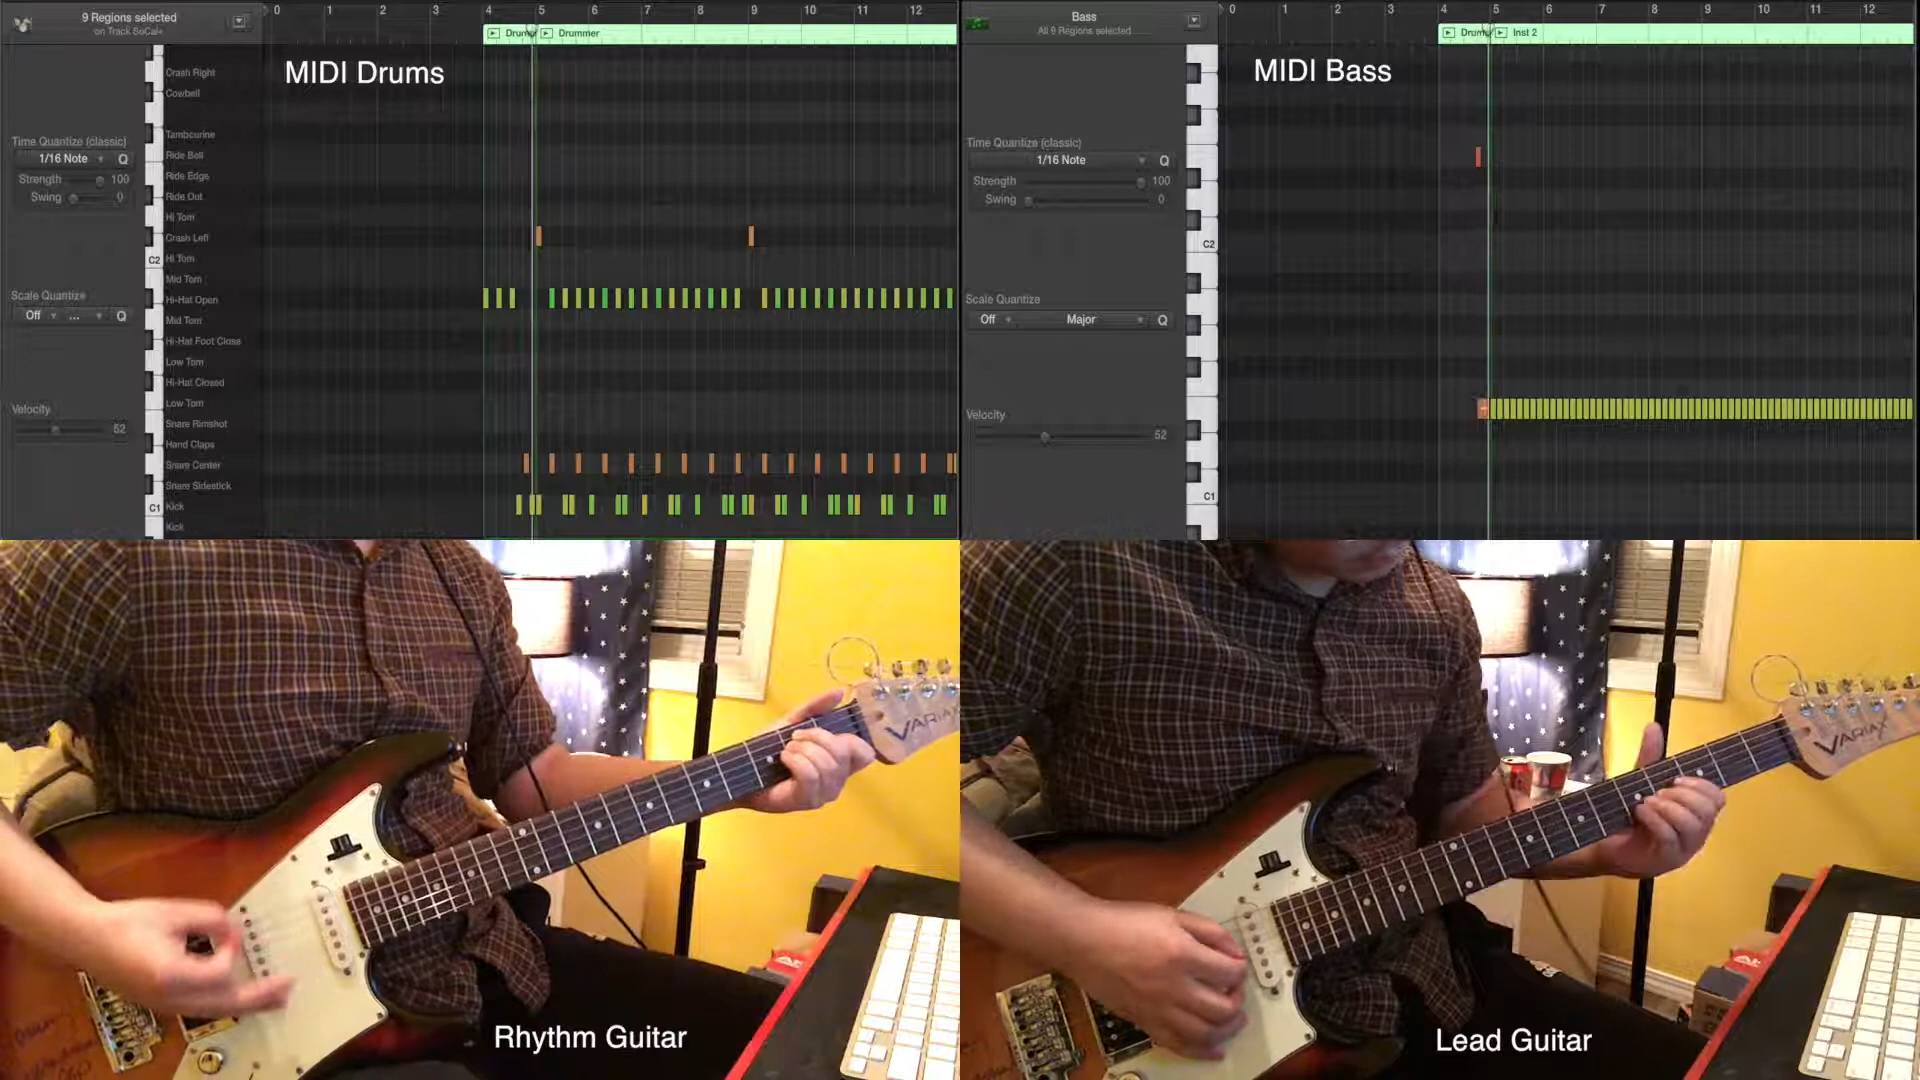 9 Regions selected
on Track SoCal+
0 1 2 3 4 5 6 7 8 9 10 11 12
Drummer
MIDI Drums
Crash Right
Cowbell
Tambourine
Time Quantize (classic)
Ride Bell
1/16 Note Q
Ride Edge
Strength 100
Ride Out
Swing 0
Hi Tom
Crash Left
C2 Hi Tom
Mid Tom
Scale Quantize
Hi-Hat Open
Off ... Q
Mid Tom
Hi-Hat Foot Close
Low Tom
Hi-Hat Closed
Low Tom
Velocity
Snare Rimshot
52
Hand Claps
Snare Center
Snare Sidestick
C1 Kick
Kick
Bass
All 9 Regions selected
0 1 2 3 4 5 6 7 8 9 10 11 12
Inst 2
MIDI Bass
Time Quantize (classic)
1/16 Note Q
Strength 100
Swing 0
C2
Scale Quantize
Off Major Q
Velocity
52
C1
VARIAX
Rhythm Guitar
VARIAX
Lead Guitar